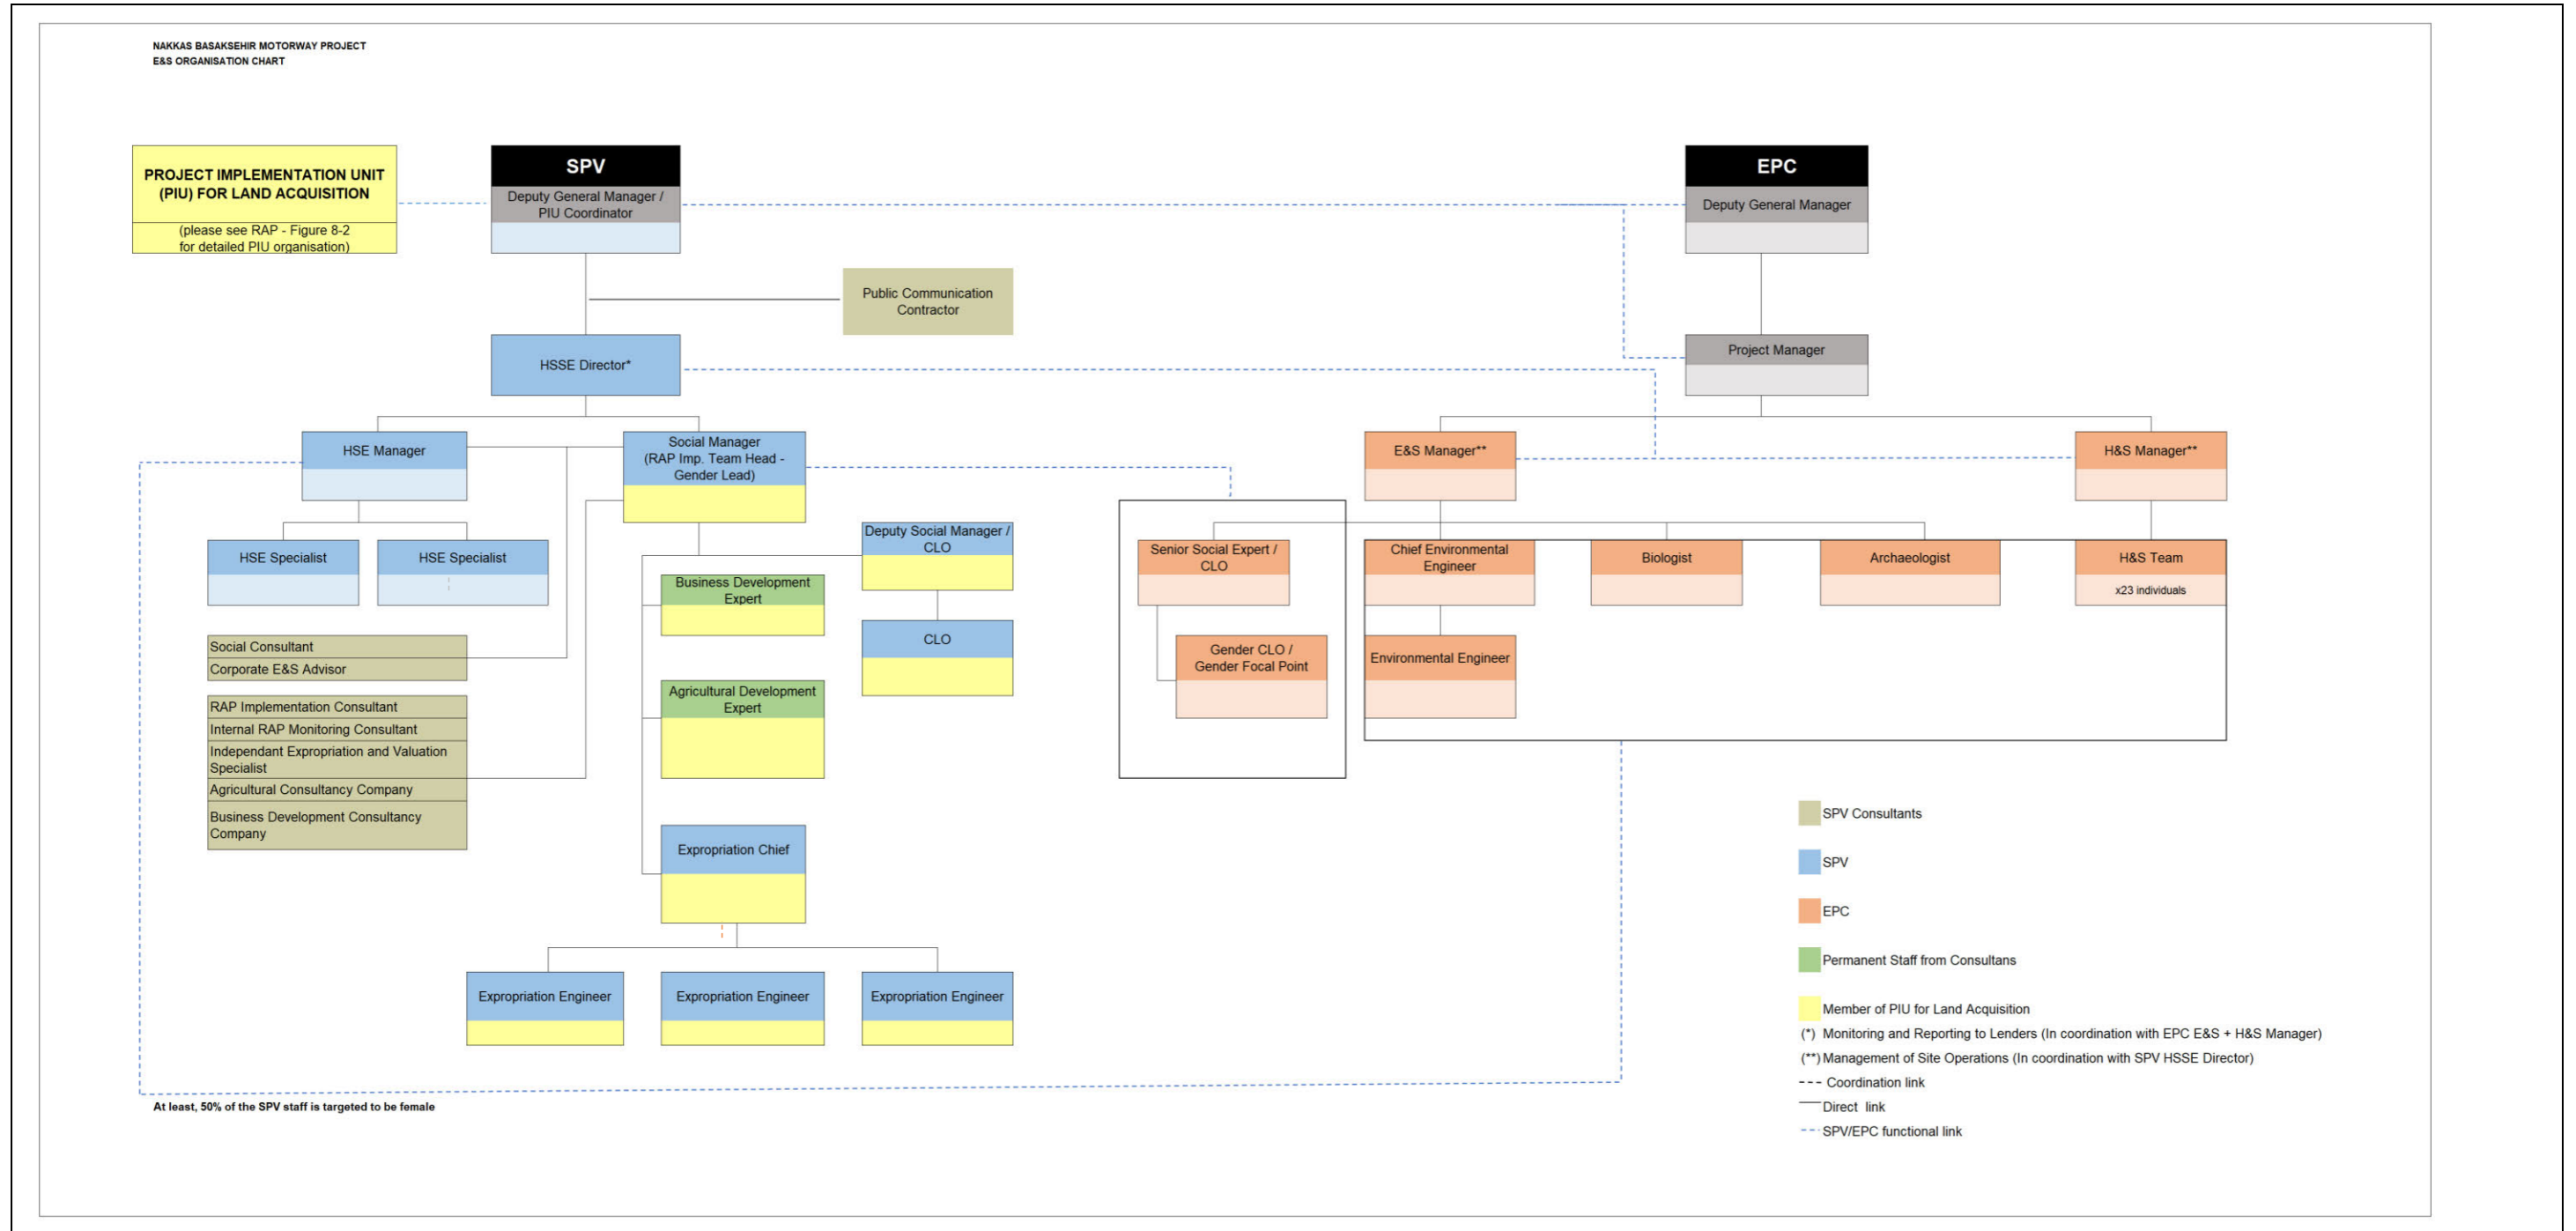 NAKKAS BASAKSEHIR MOTORWAY PROJECT
E&S ORGANISATION CHART
PROJECT IMPLEMENTATION UNIT
(PIU) FOR LAND ACQUISITION
(please see RAP - Figure 8-2
for detailed PIU organisation)
SPV
Deputy General Manager /
PIU Coordinator
EPC
Deputy General Manager
Public Communication
Contractor
HSSE Director*
Project Manager
HSE Manager
Social Manager
(RAP Imp. Team Head -
Gender Lead)
E&S Manager**
H&S Manager**
HSE Specialist
HSE Specialist
Deputy Social Manager /
CLO
Business Development
Expert
CLO
Senior Social Expert /
CLO
Chief Environmental
Engineer
Biologist
Archaeologist
H&S Team
x23 individuals
Gender CLO /
Gender Focal Point
Environmental Engineer
Social Consultant
Corporate E&S Advisor
RAP Implementation Consultant
Internal RAP Monitoring Consultant
Independant Expropriation and Valuation
Specialist
Agricultural Consultancy Company
Business Development Consultancy
Company
Agricultural Development
Expert
Expropriation Chief
Expropriation Engineer
Expropriation Engineer
Expropriation Engineer
SPV Consultants
SPV
EPC
Permanent Staff from Consultans
Member of PIU for Land Acquisition
(*) Monitoring and Reporting to Lenders (In coordination with EPC E&S + H&S Manager)
(**) Management of Site Operations (In coordination with SPV HSSE Director)
Coordination link
Direct link
SPV/EPC functional link
At least, 50% of the SPV staff is targeted to be female